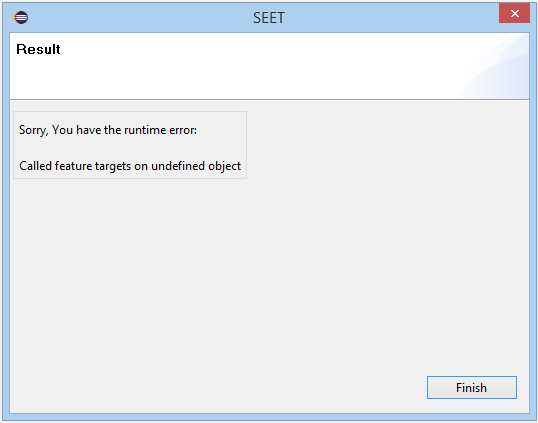 SEET
Result
Sorry, You have the runtime error:
Called feature targets on undefined object
Finish